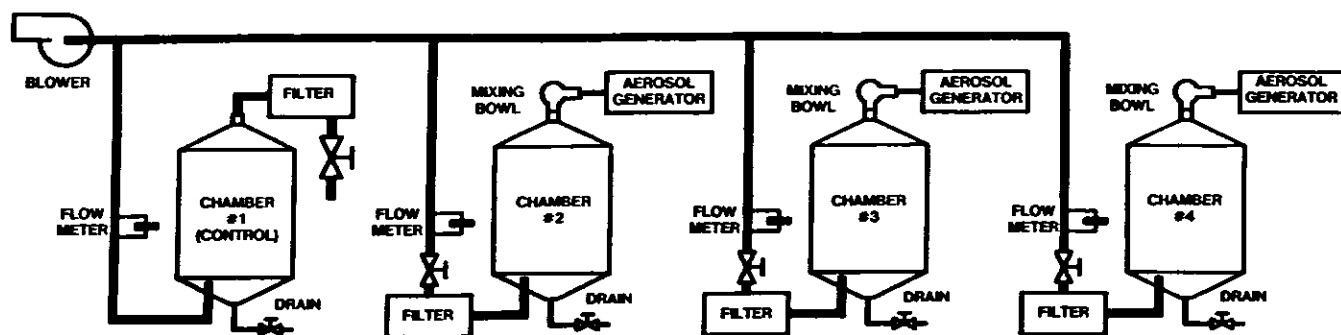 BLOWER
FILTER
MIXING
BOWL
AEROSOL
GENERATOR
MIXING
BOWL
AEROSOL
GENERATOR
MIXING
BOWL
AEROSOL
GENERATOR
FLOW
METER
CHAMBER
#1
(CONTROL)
FLOW
METER
CHAMBER
#2
FLOW
METER
CHAMBER
#3
FLOW
METER
CHAMBER
#4
DRAIN
FILTER
DRAIN
FILTER
DRAIN
FILTER
DRAIN